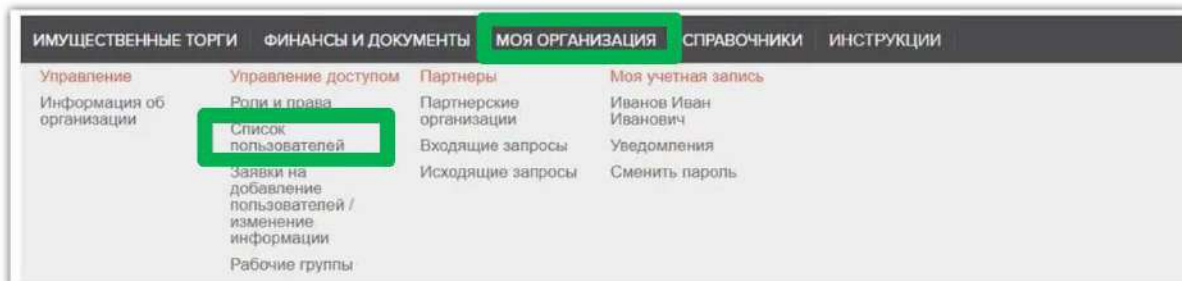 ИМУЩЕСТВЕННЫЕ ТОРГИ ФИНАНСЫ И ДОКУМЕНТЫ МОЯ ОРГАНИЗАЦИЯ СПРАВОЧНИКИ ИНСТРУКЦИИ
Управление
Информация об
организации
Управление доступом
Роли и права
Список
пользователей
Заявки на
добавление
пользователей /
изменение
информации
Рабочие группы
Партнеры
Партнерские
организации
Входящие запросы
Исходящие запросы
Моя учетная запись
Иванов Иван
Иванович
Уведомления
Сменить пароль